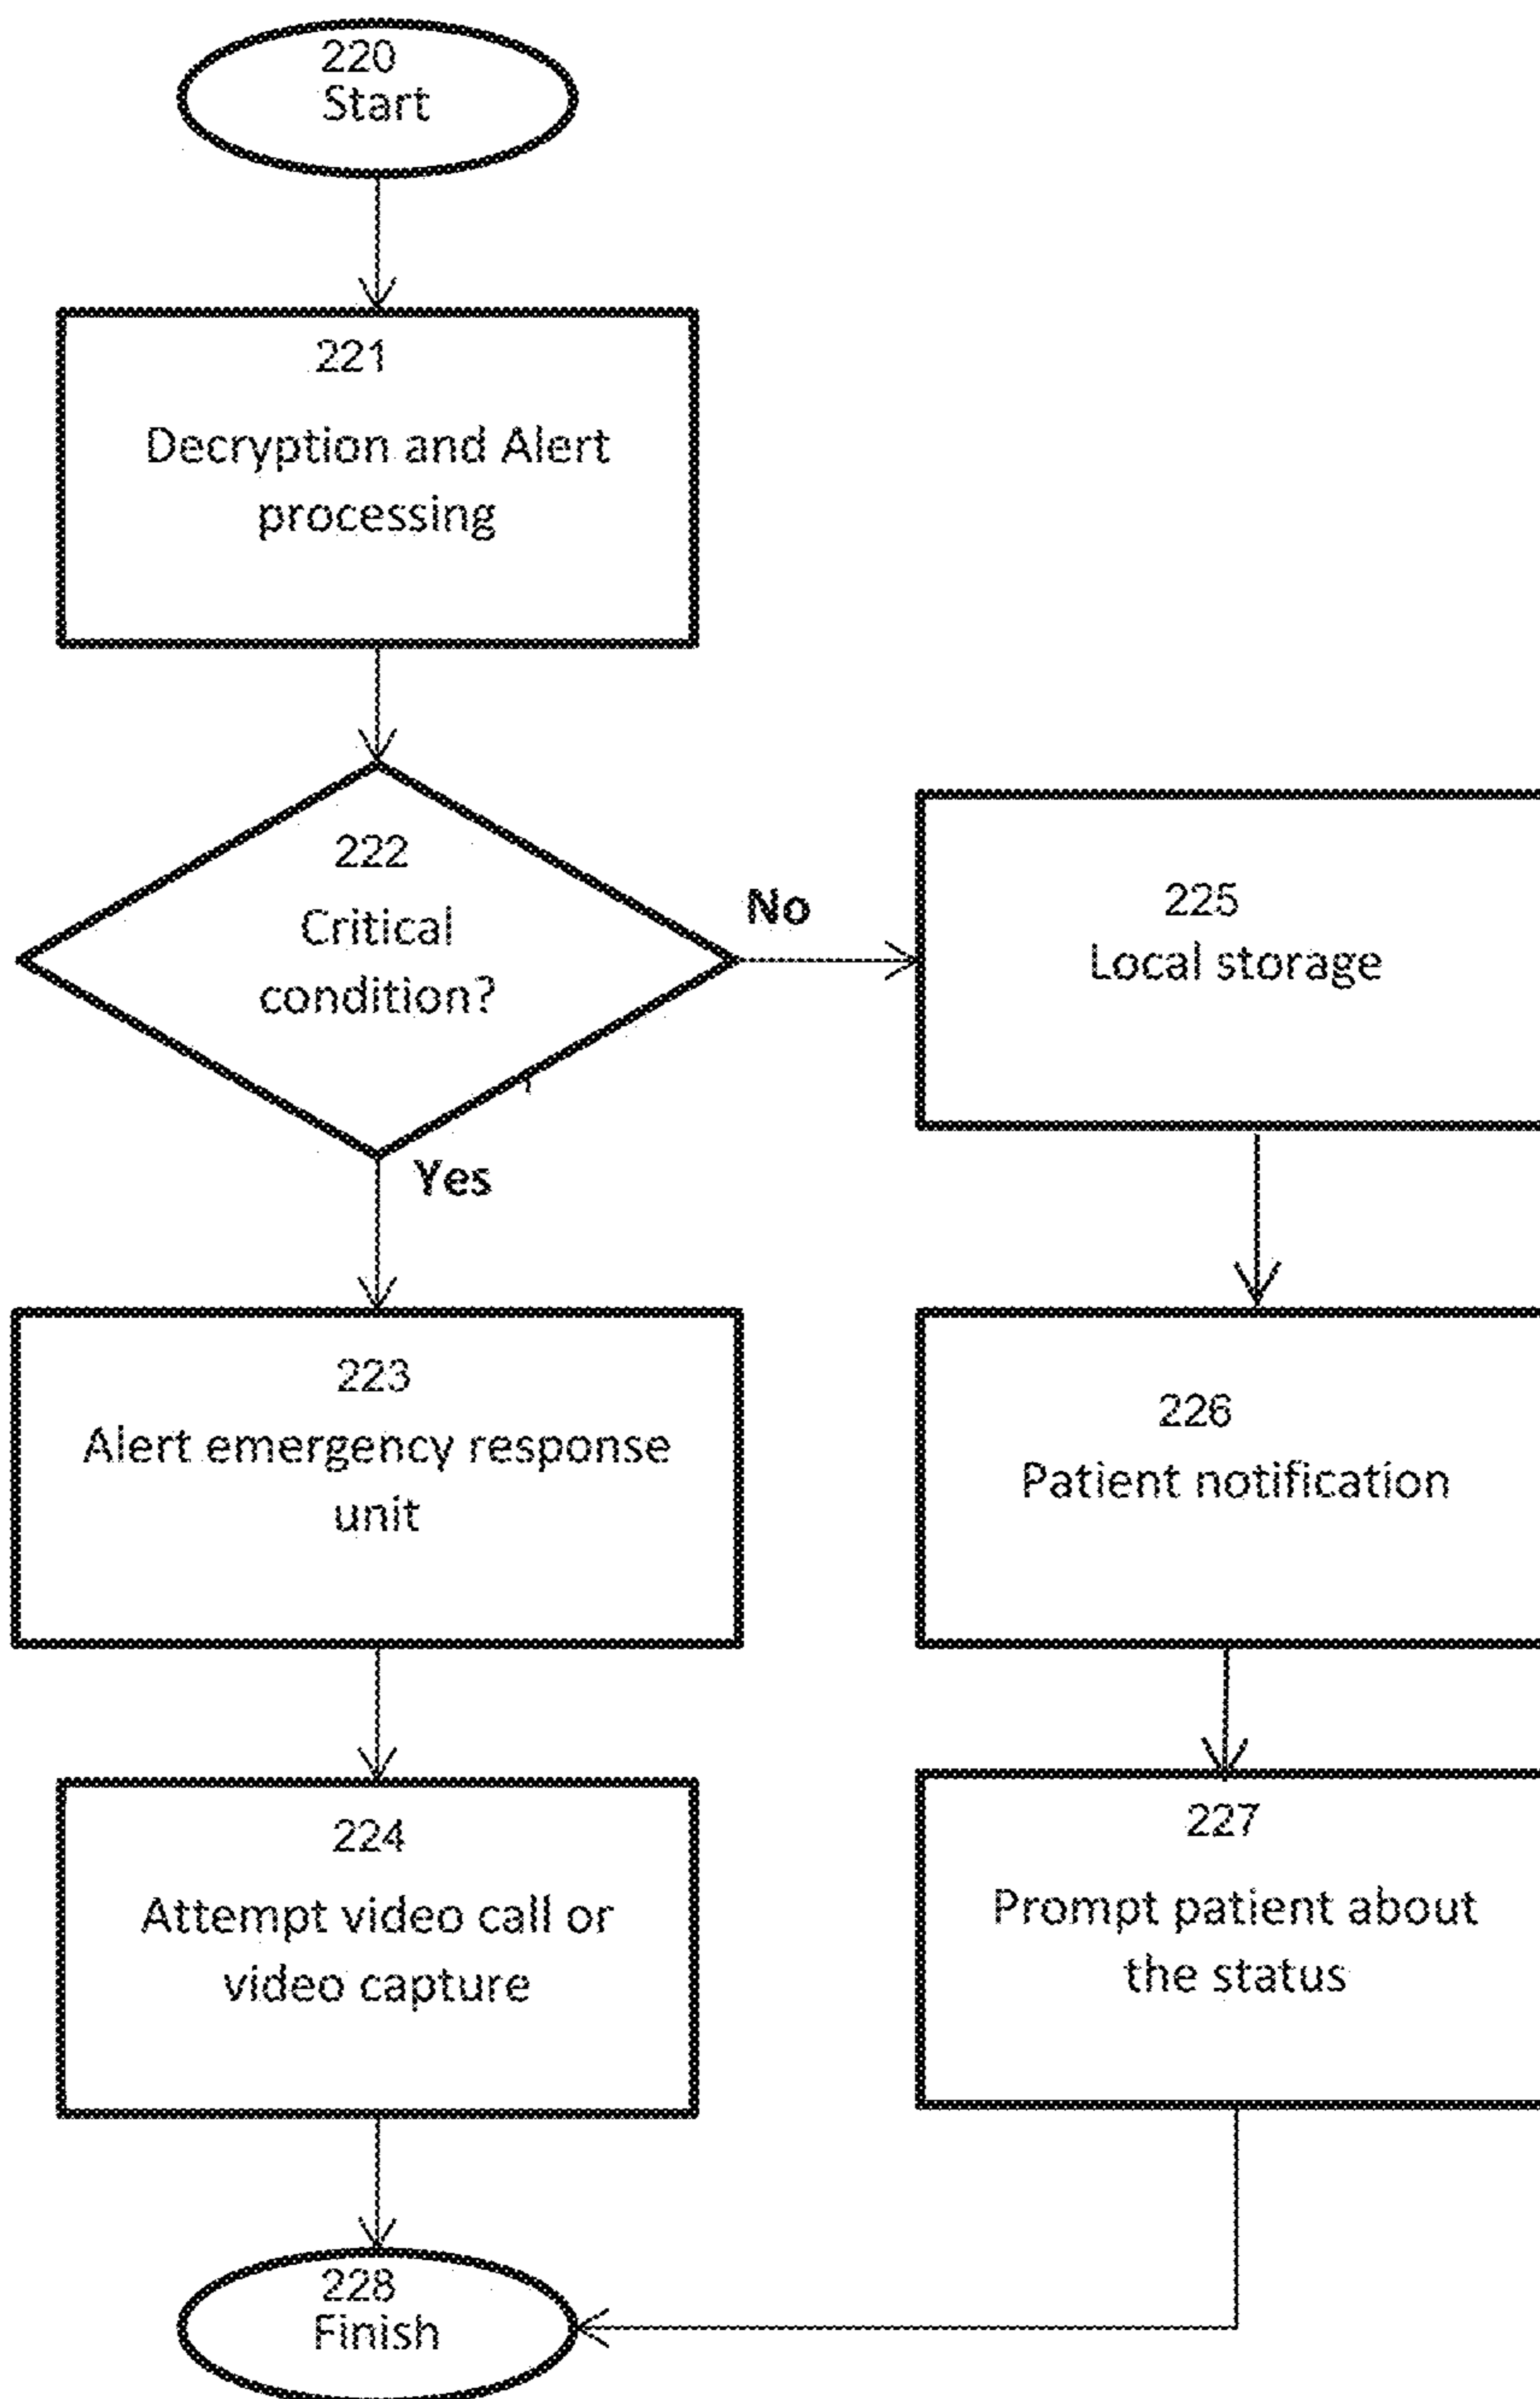 220
Start
221
Decryption and Alert
processing
222
Critical
condition?
No
Yes
225
Local storage
223
Alert emergency response
unit
226
Patient notification
224
Attempt video call or
video capture
227
Prompt patient about
the status
228
Finish